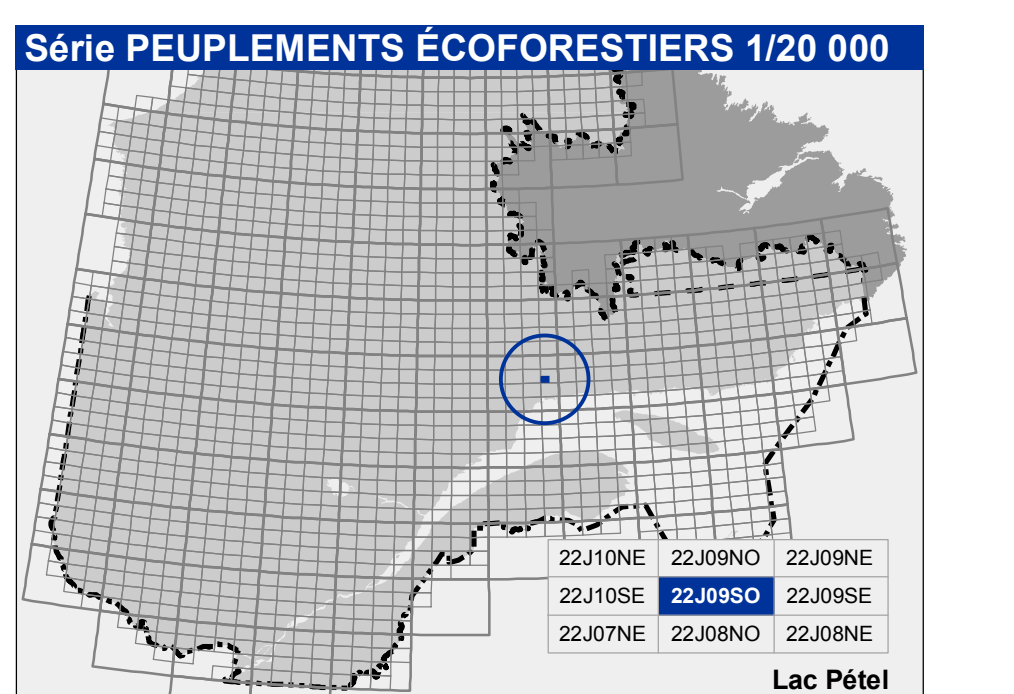 Série PEUPLEMENTS ÉCOFORESTIERS 1/20 000
22J10NE 22J09NO 22J09NE
22J10SE 22J09SO 22J09SE
22J07NE 22J08NO 22J08NE
Lac Pétel